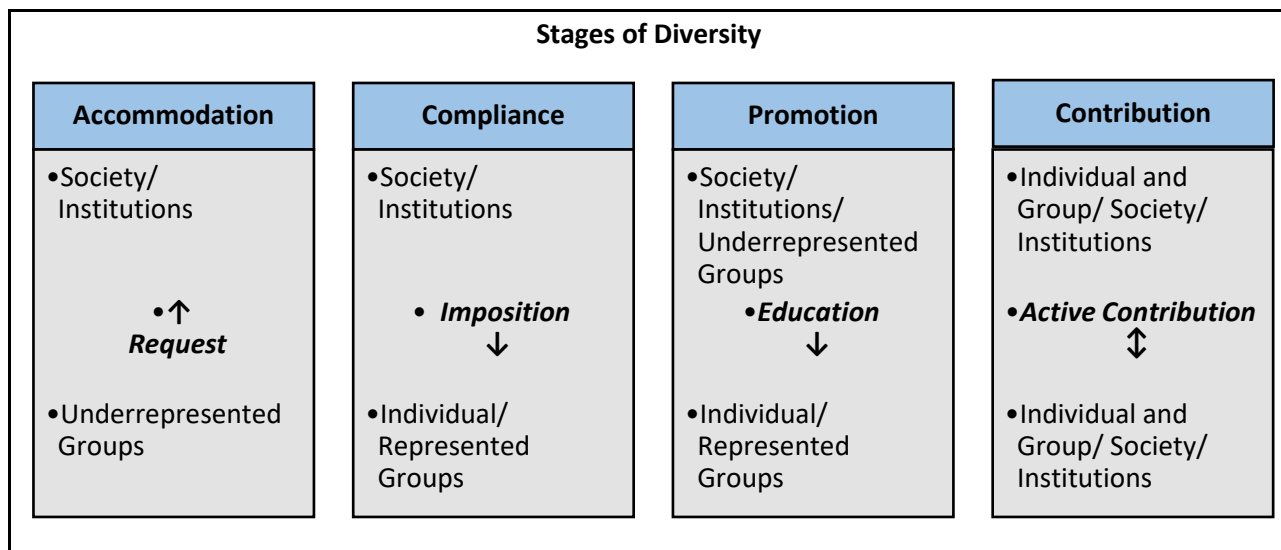 Stages of Diversity
Accommodation
•Society/
Institutions
•↑
Request
•Underrepresented
Groups
Compliance
•Society/
Institutions
• Imposition
↓
•Individual/
Represented
Groups
Promotion
•Society/
Institutions/
Underrepresented
Groups
•Education
↓
•Individual/
Represented
Groups
Contribution
•Individual and
Group/ Society/
Institutions
•Active Contribution
↕
•Individual and
Group/ Society/
Institutions